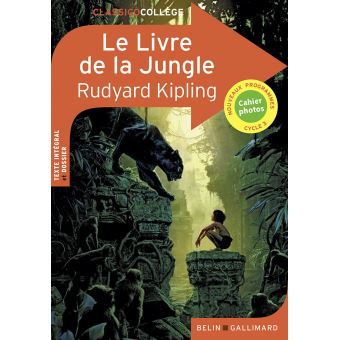 CLASSICOCOLLÈGE
Le Livre
de la Jungle
Rudyard Kipling
NOUVEAUX PROGRAMMES
Cahier
photos
CYCLE 3
TEXTE INTÉGRAL
et DOSSIER
BELIN GALLIMARD